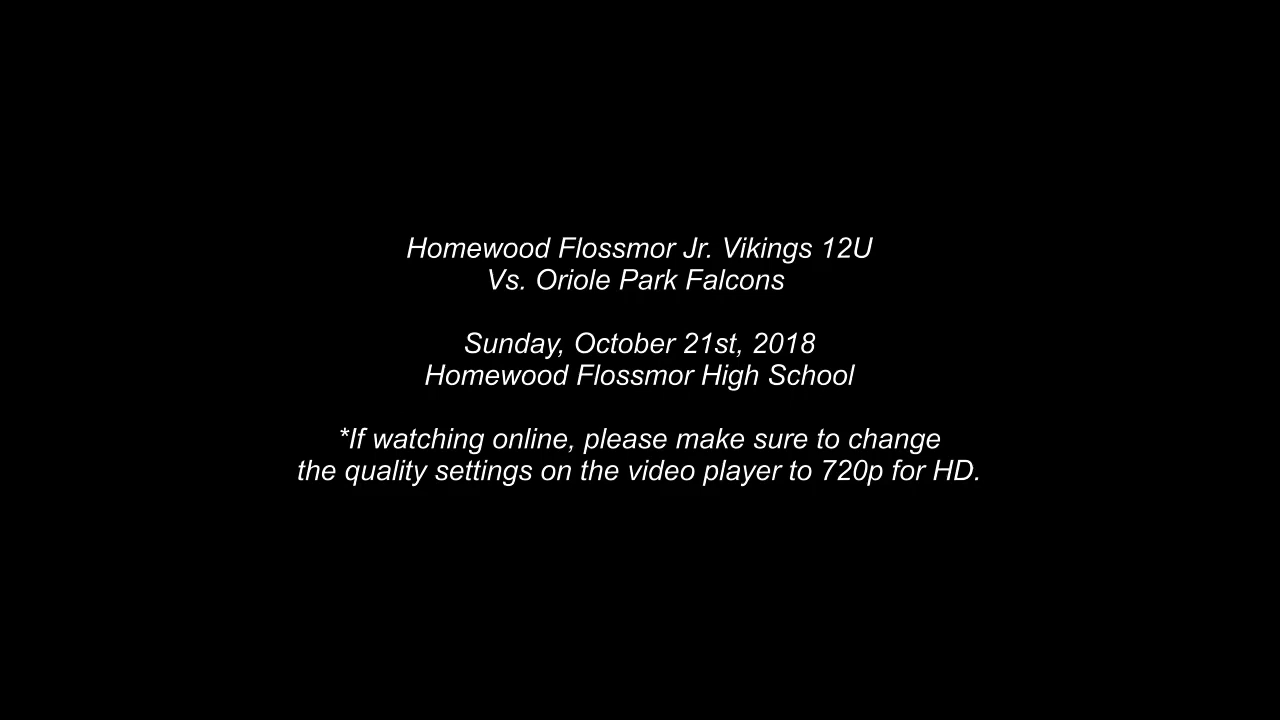 Homewood Flossmor Jr. Vikings 12U
Vs. Oriole Park Falcons
Sunday, October 21st, 2018
Homewood Flossmor High School
*If watching online, please make sure to change
the quality settings on the video player to 720p for HD.